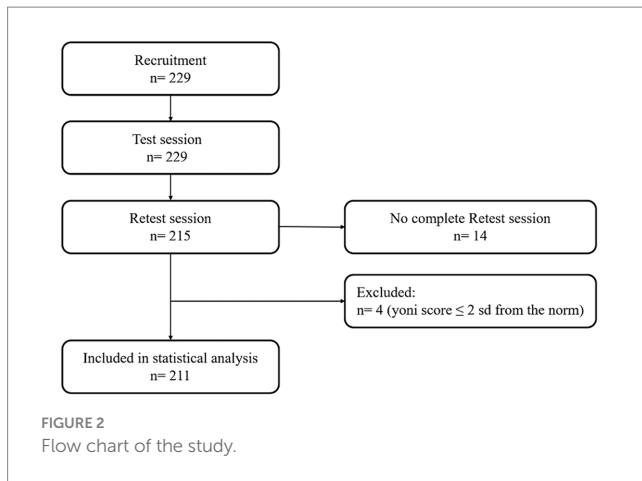 Recruitment
n= 229
Test session
n= 229
Retest session
n= 215
No complete Retest session
n= 14
Excluded:
n= 4 (yoni score ≤ 2 sd from the norm)
Included in statistical analysis
n= 211
FIGURE 2
Flow chart of the study.